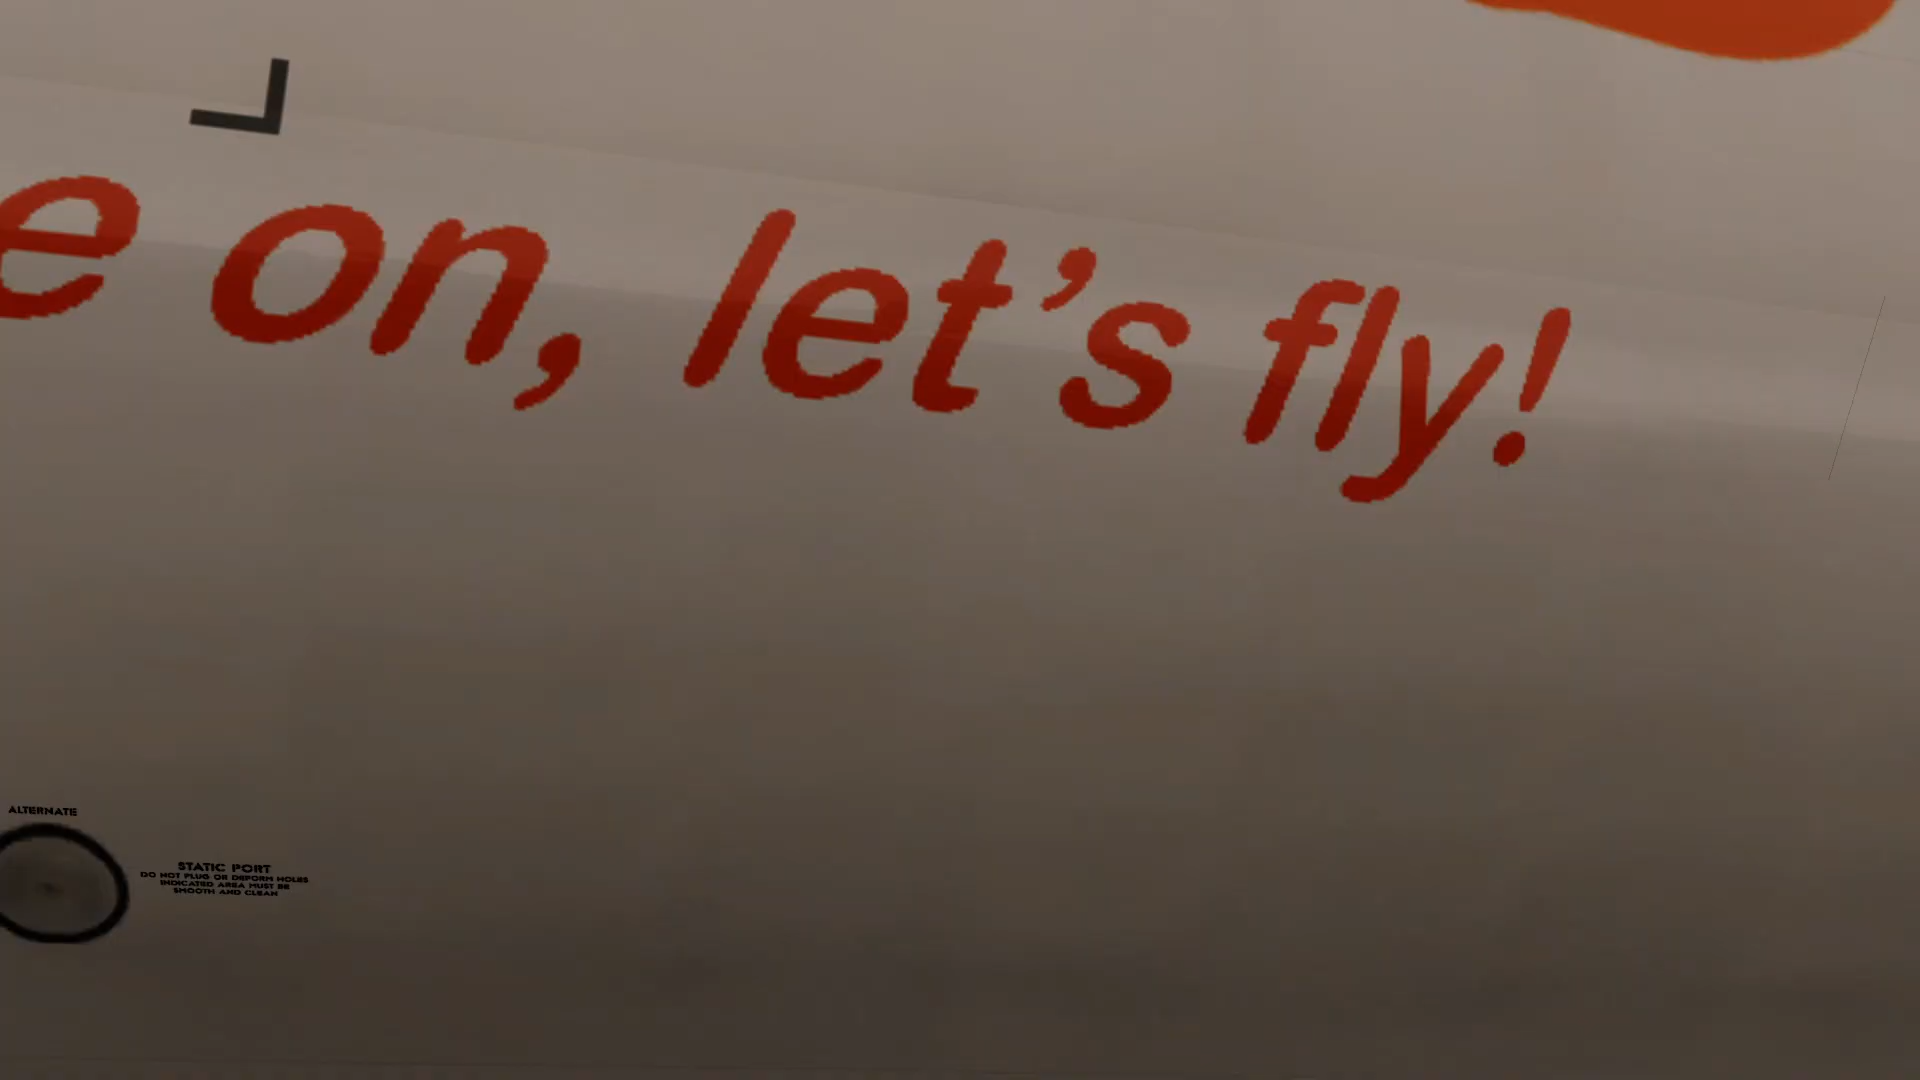 e on, let's fly!
ALTERNATE
STATIC PORT
DO NOT PLUG OR DEFORM HOLES
INDICATED AREA MUST BE
SMOOTH AND CLEAN